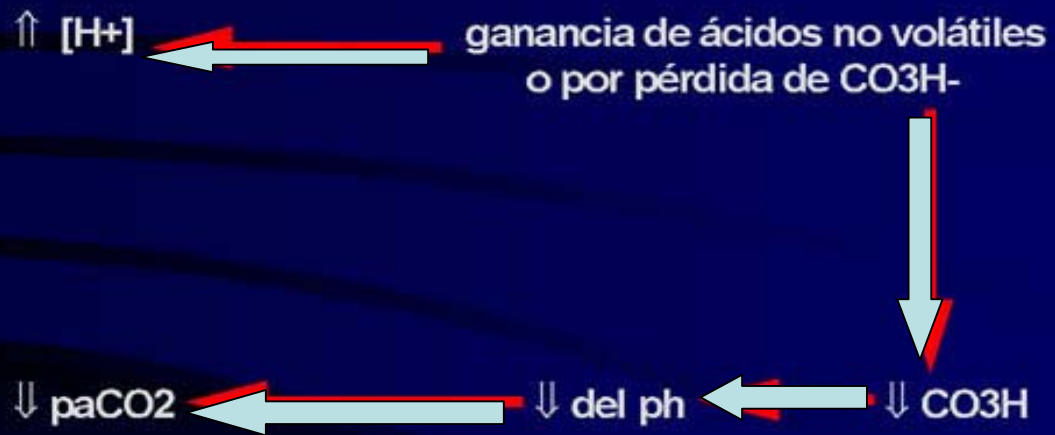 ⇑ [H+]
ganancia de ácidos no volátiles
o por pérdida de CO3H-
⇓ paCO2
⇓ del ph
⇓ CO3H